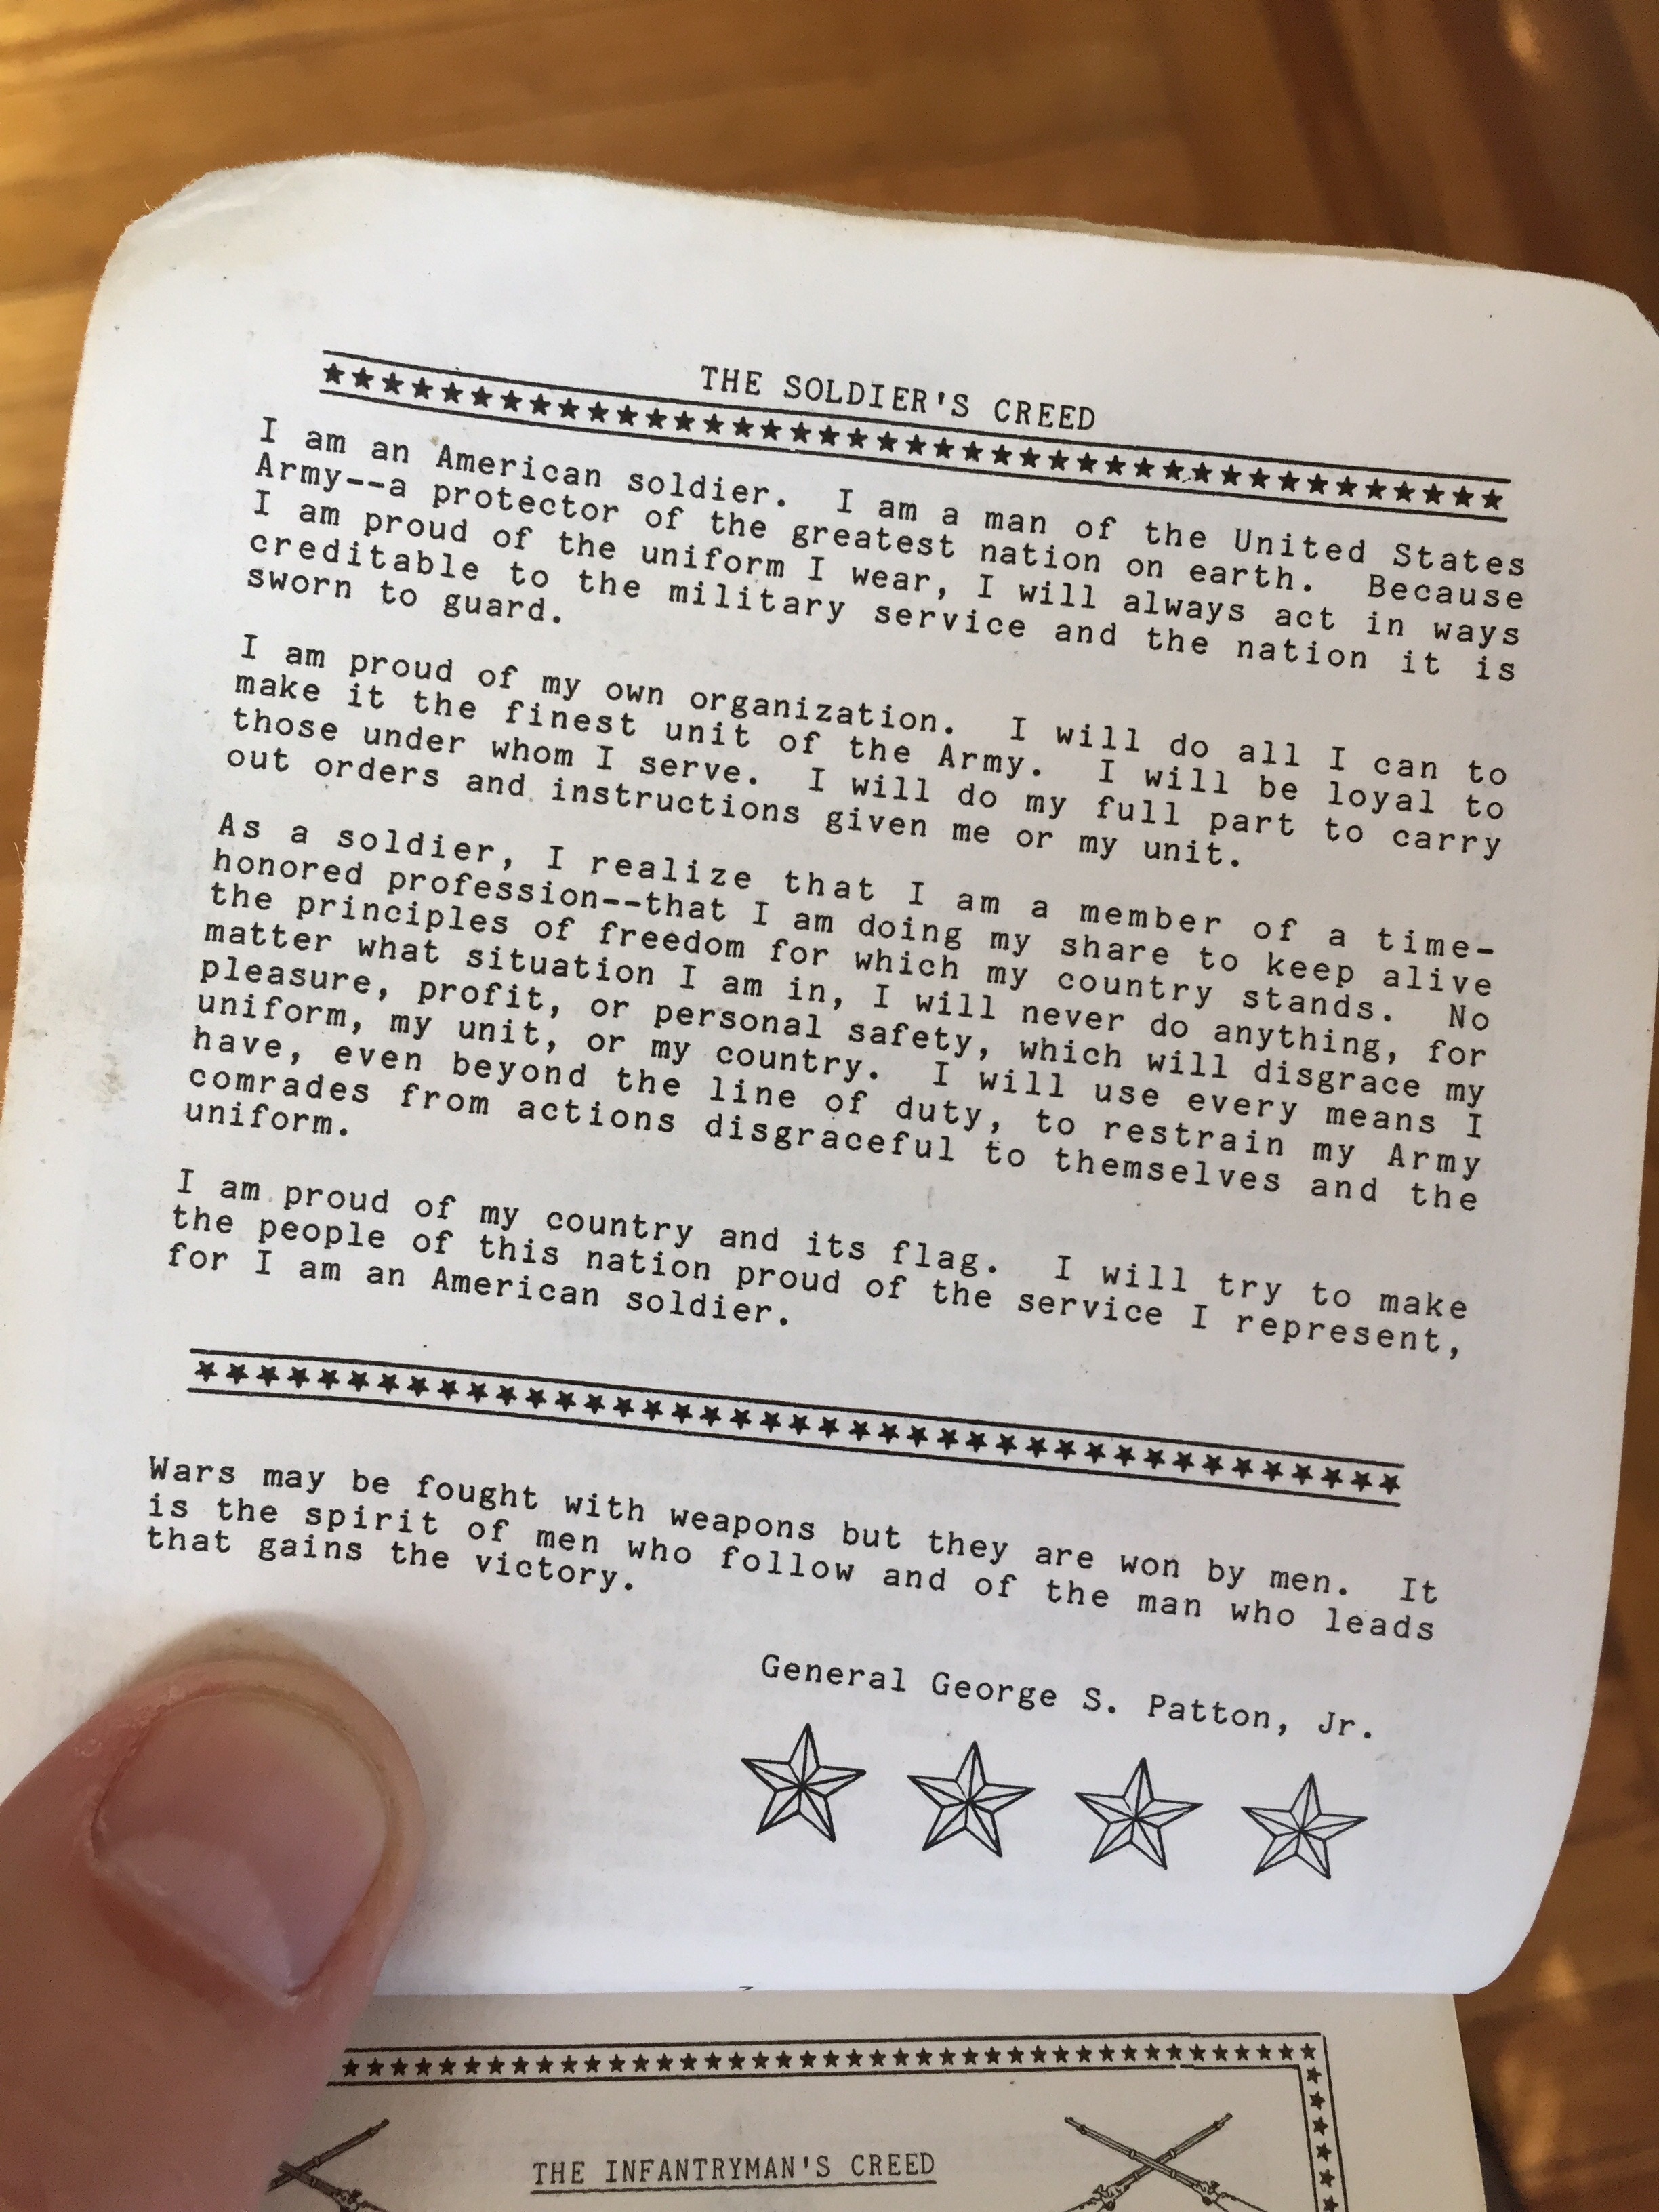 THE SOLDIER'S CREED
I am an American soldier. I am a man of the United States
Army--a protector of the greatest nation on earth. Because
I am proud of the uniform I wear, I will always act in ways
creditable to the military service and the nation it is
sworn to guard.
I am proud of my own organization. I will do all I can to
make it the finest unit of the Army. I will be loyal to
those under whom I serve. I will do my full part to carry
out orders and instructions given me or my unit.
As a soldier, I realize that I am a member of a time-
honored profession--that I am doing my share to keep alive
the principles of freedom for which my country stands. No
matter what situation I am in, I will never do anything, for
pleasure, profit, or personal safety, which will disgrace my
uniform, my unit, or my country. I will use every means I
have, even beyond the line of duty, to restrain my Army
comrades from actions disgraceful to themselves and the
uniform.
I am proud of my country and its flag. I will try to make
the people of this nation proud of the service I represent,
for I am an American soldier.
Wars may be fought with weapons but they are won by men. It
is the spirit of men who follow and of the man who leads
that gains the victory.
General George S. Patton, Jr.
THE INFANTRYMAN'S CREED